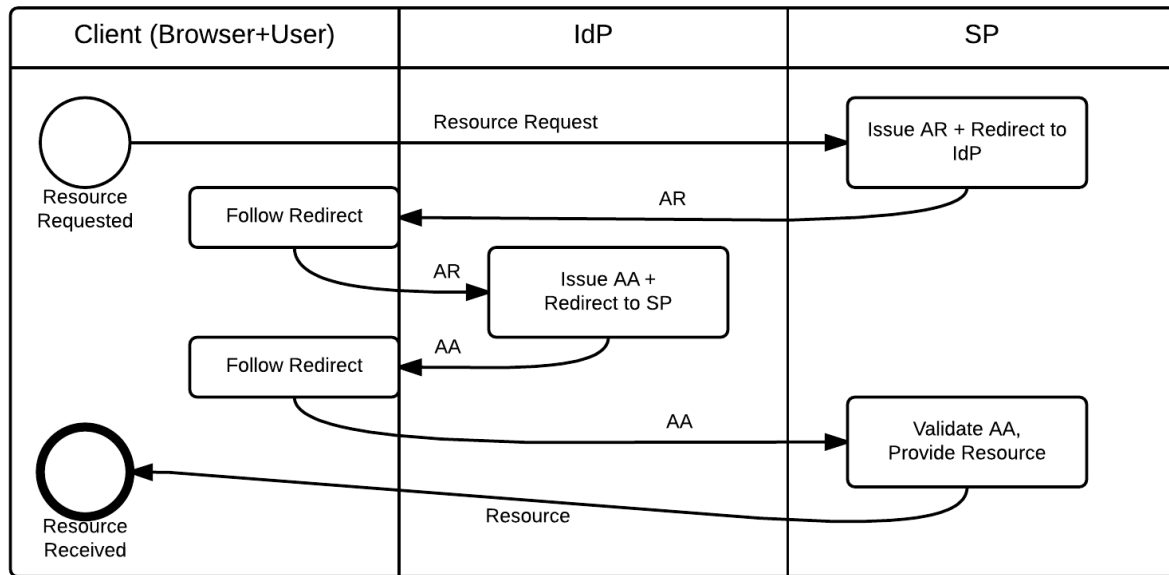 Client (Browser+User)
IdP
SP
Resource Request
Issue AR + Redirect to
IdP
Resource
Requested
AR
Follow Redirect
AR
Issue AA +
Redirect to SP
AA
Follow Redirect
AA
Validate AA,
Provide Resource
Resource
Resource
Received